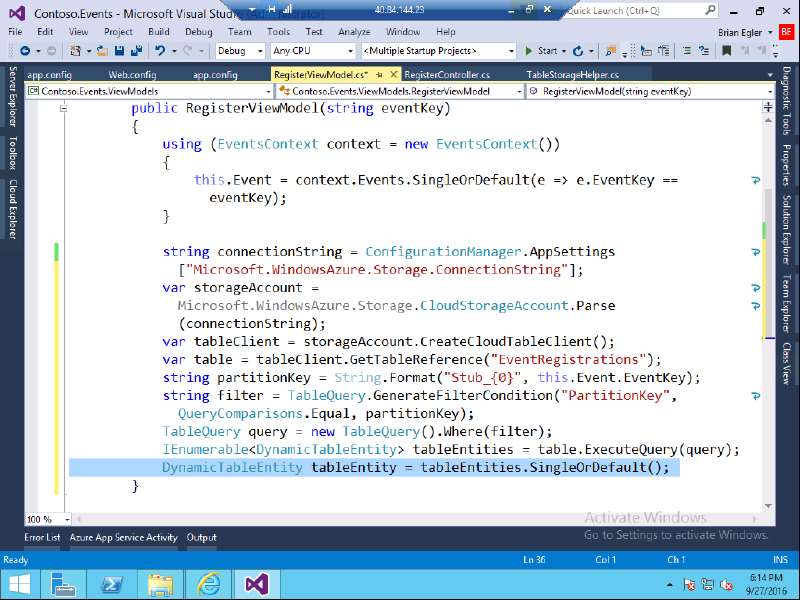 Contoso.Events - Microsoft Visual Stud
40.84.144.23
Quick Launch (Ctrl+Q)
File Edit View Project Build Debug Team Tools Test Analyze Window Help
Brian Egler
BE
Debug
Any CPU
<Multiple Startup Projects>
Start
app.config
Web.config
app.config
RegisterViewModel.cs*
RegisterController.cs
TableStorageHelper.cs
Contoso.Events.ViewModels
Contoso.Events.ViewModels.RegisterViewModel
RegisterViewModel(string eventKey)
Server Explorer
Toolbox
Cloud Explorer
public RegisterViewModel(string eventKey)
{
using (EventsContext context = new EventsContext())
{
this.Event = context.Events.SingleOrDefault(e => e.EventKey ==
eventKey);
}
string connectionString = ConfigurationManager.AppSettings
["Microsoft.WindowsAzure.Storage.ConnectionString"];
var storageAccount =
Microsoft.WindowsAzure.Storage.CloudStorageAccount.Parse
(connectionString);
var tableClient = storageAccount.CreateCloudTableClient();
var table = tableClient.GetTableReference("EventRegistrations");
string partitionKey = String.Format("Stub_{0}", this.Event.EventKey);
string filter = TableQuery.GenerateFilterCondition("PartitionKey",
QueryComparisons.Equal, partitionKey);
TableQuery query = new TableQuery().Where(filter);
IEnumerable<DynamicTableEntity> tableEntities = table.ExecuteQuery(query);
DynamicTableEntity tableEntity = tableEntities.SingleOrDefault();
}
Diagnostic Tools
Properties
Solution Explorer
Team Explorer
Class View
100 %
Activate Windows
Go to Settings to activate Windows.
Error List
Azure App Service Activity
Output
Ready
Ln 36
Col 1
Ch 1
INS
6:14 PM
9/27/2016